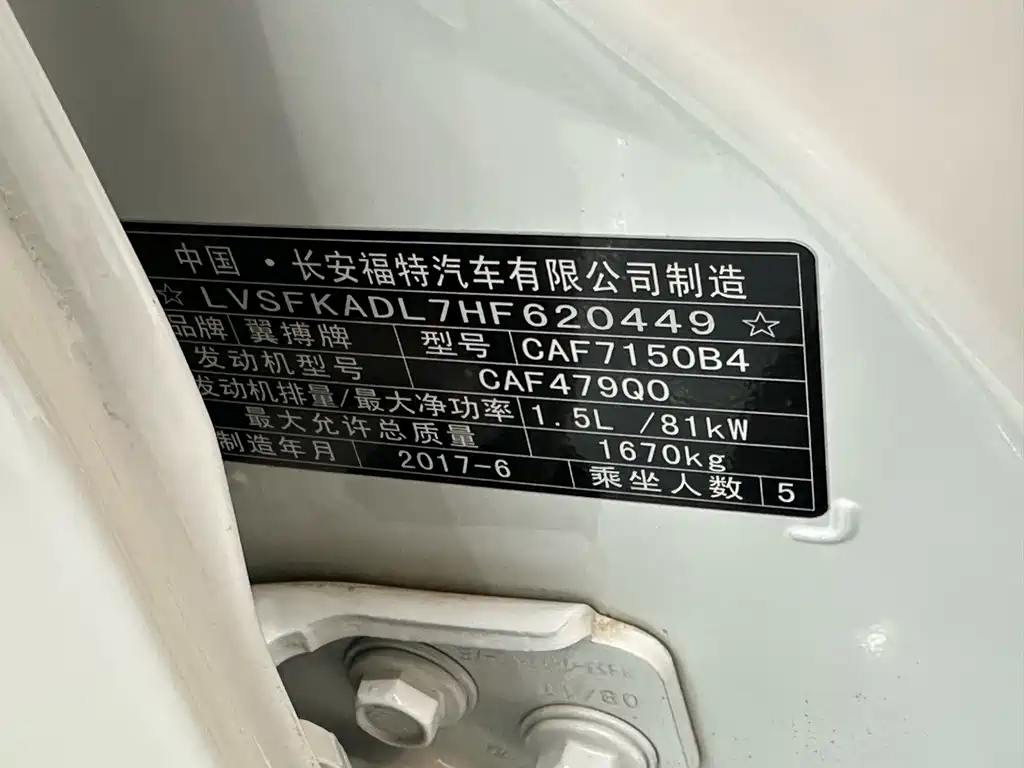 中国·长安福特汽车有限公司制造
☆ LVSFKADL7HF620449 ☆
品牌 翼搏牌 型号 CAF7150B4
发动机型号 CAF479Q0
发动机排量/最大净功率 1.5L /81kW
最大允许总质量 1670kg
制造年月 2017-6 乘坐人数 5